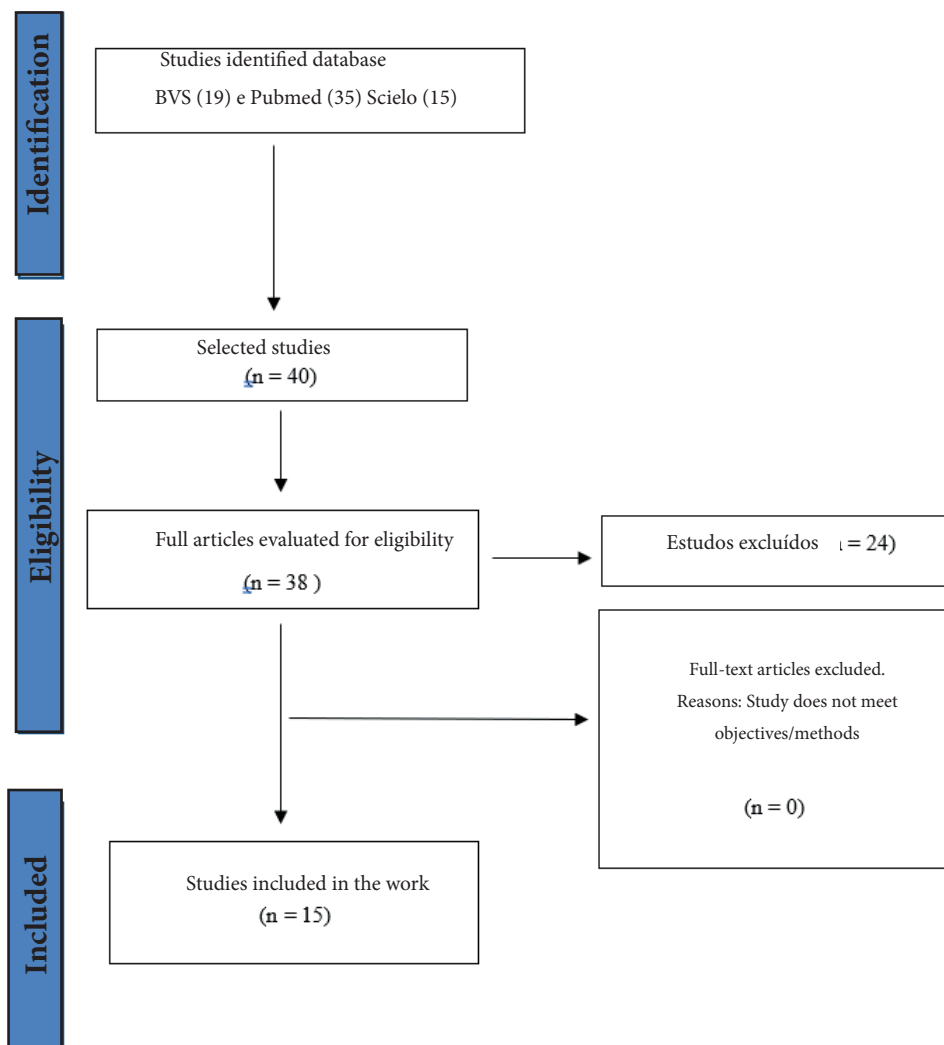 Identification
Studies identified database
BVS (19) e Pubmed (35) Scielo (15)
Eligibility
Selected studies
(n = 40)
Full articles evaluated for eligibility
(n = 38 )
Estudos excluídos = 24)
Full-text articles excluded.
Reasons: Study does not meet
objectives/methods
(n = 0)
Included
Studies included in the work
(n = 15)